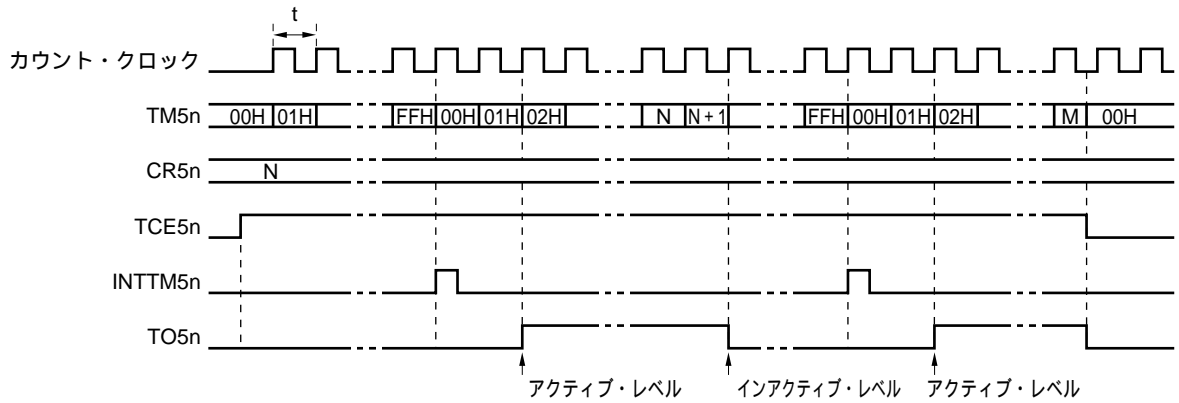 t
カウント・クロック
TM5n 00H 01H FFH 00H 01H 02H N N + 1 FFH 00H 01H 02H M 00H
CR5n N
TCE5n
INTTM5n
TO5n
アクティブ・レベル インアクティブ・レベル アクティブ・レベル